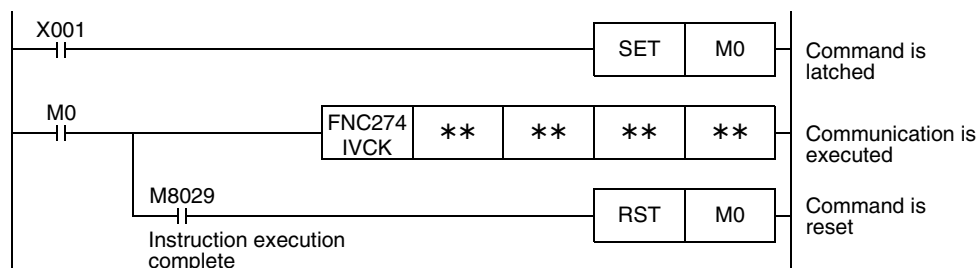 X001
SET M0
Command is
latched
M0
FNC274
IVCK
** ** ** **
Communication is
executed
M8029
RST M0
Command is
reset
Instruction execution
complete